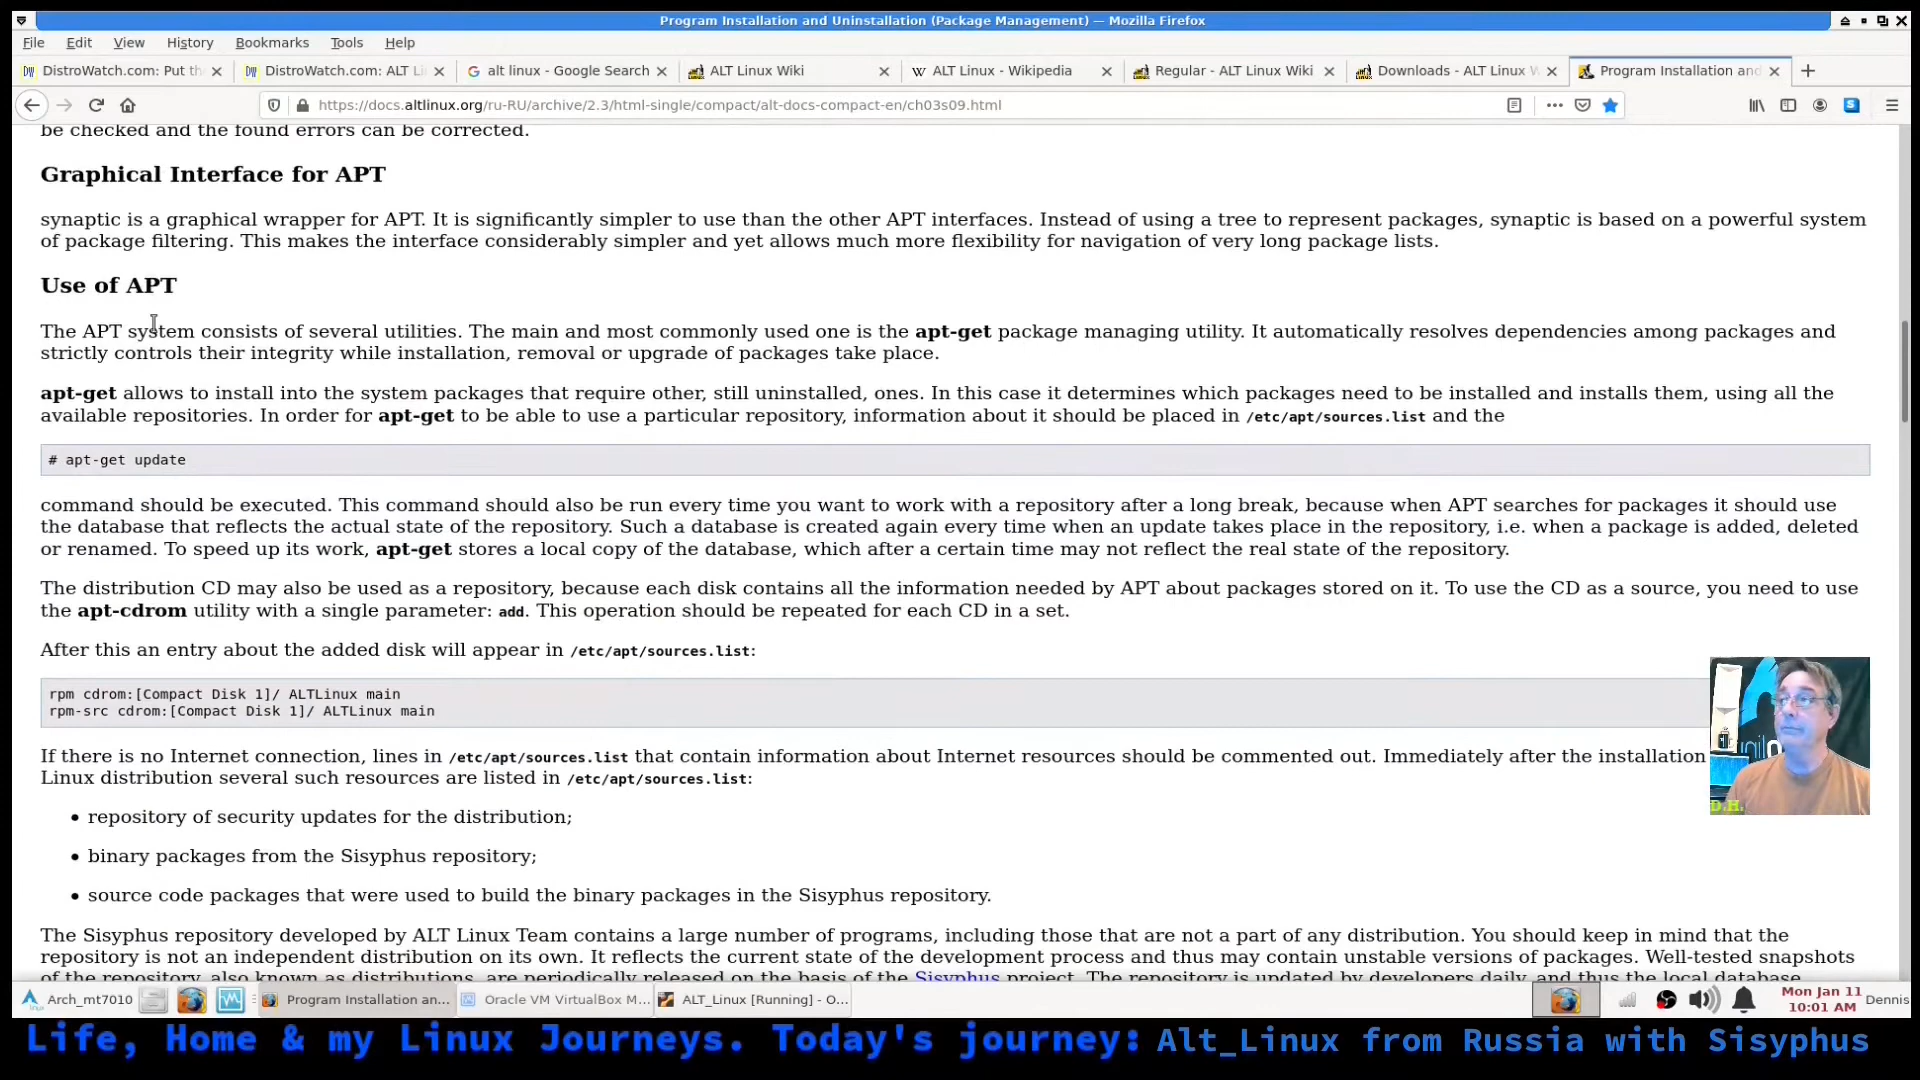 Program Installation and Uninstallation (Package Management) — Mozilla Firefox
File Edit View History Bookmarks Tools Help
DistroWatch.com: Put th
DistroWatch.com: ALT Li
alt linux - Google Search
ALT Linux Wiki
ALT Linux - Wikipedia
Regular - ALT Linux Wiki
Downloads - ALT Linux W
Program Installation and
https://docs.altlinux.org/ru-RU/archive/2.3/html-single/compact/alt-docs-compact-en/ch03s09.html
be checked and the found errors can be corrected.
Graphical Interface for APT
synaptic is a graphical wrapper for APT. It is significantly simpler to use than the other APT interfaces. Instead of using a tree to represent packages, synaptic is based on a powerful system
of package filtering. This makes the interface considerably simpler and yet allows much more flexibility for navigation of very long package lists.
Use of APT
The APT system consists of several utilities. The main and most commonly used one is the apt-get package managing utility. It automatically resolves dependencies among packages and
strictly controls their integrity while installation, removal or upgrade of packages take place.
apt-get allows to install into the system packages that require other, still uninstalled, ones. In this case it determines which packages need to be installed and installs them, using all the
available repositories. In order for apt-get to be able to use a particular repository, information about it should be placed in /etc/apt/sources.list and the
# apt-get update
command should be executed. This command should also be run every time you want to work with a repository after a long break, because when APT searches for packages it should use
the database that reflects the actual state of the repository. Such a database is created again every time when an update takes place in the repository, i.e. when a package is added, deleted
or renamed. To speed up its work, apt-get stores a local copy of the database, which after a certain time may not reflect the real state of the repository.
The distribution CD may also be used as a repository, because each disk contains all the information needed by APT about packages stored on it. To use the CD as a source, you need to use
the apt-cdrom utility with a single parameter: add. This operation should be repeated for each CD in a set.
After this an entry about the added disk will appear in /etc/apt/sources.list:
rpm cdrom:[Compact Disk 1]/ ALTLinux main
rpm-src cdrom:[Compact Disk 1]/ ALTLinux main
If there is no Internet connection, lines in /etc/apt/sources.list that contain information about Internet resources should be commented out. Immediately after the installation
Linux distribution several such resources are listed in /etc/apt/sources.list:
D.H.
• repository of security updates for the distribution;
• binary packages from the Sisyphus repository;
• source code packages that were used to build the binary packages in the Sisyphus repository.
The Sisyphus repository developed by ALT Linux Team contains a large number of programs, including those that are not a part of any distribution. You should keep in mind that the
repository is not an independent distribution on its own. It reflects the current state of the development process and thus may contain unstable versions of packages. Well-tested snapshots
of the repository, also known as distributions, are periodically released on the basis of the Sisyphus project. The repository is updated by developers daily, and thus the local database
Arch_mt7010
Program Installation an...
Oracle VM VirtualBox M...
ALT_Linux [Running] - O...
Mon Jan 11
10:01 AM
Dennis
Life, Home & my Linux Journeys. Today's journey: Alt_Linux from Russia with Sisyphus